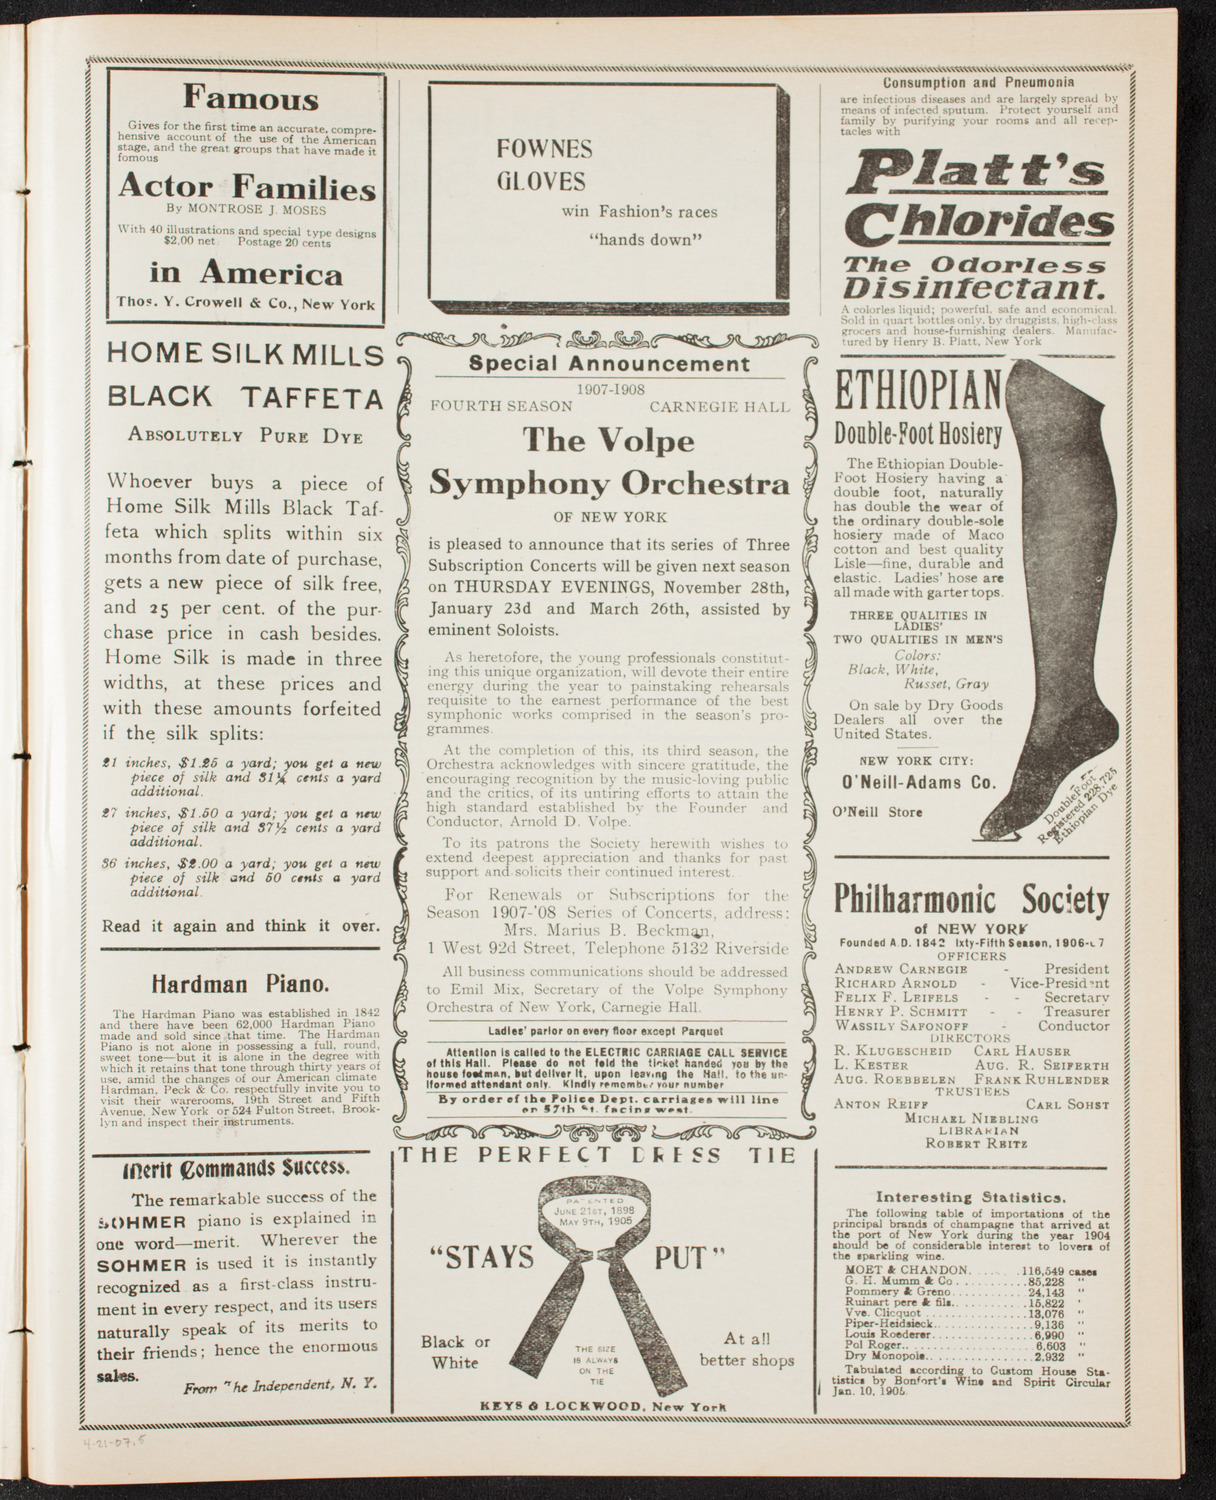 Famous
Gives for the first time an accurate, compre-
hensive account of the use of the American
stage, and the great groups that have made it
fomous
Actor Families
By MONTROSE J. MOSES
With 40 illustrations and special type designs
$2.00 net. Postage 20 cents
in America
Thos. Y. Crowell & Co., New York
HOME SILK MILLS
BLACK TAFFETA
ABSOLUTELY PURE DYE
Whoever buys a piece of
Home Silk Mills Black Taf-
feta which splits within six
months from date of purchase,
gets a new piece of silk free,
and 25 per cent. of the pur-
chase price in cash besides.
Home Silk is made in three
widths, at these prices and
with these amounts forfeited
if the silk splits:
21 inches, $1.25 a yard; you get a new
piece of silk and 31¼ cents a yard
additional.
27 inches, $1.50 a yard; you get a new
piece of silk and 37½ cents a yard
additional.
36 inches, $2.00 a yard; you get a new
piece of silk and 50 cents a yard
additional.
Read it again and think it over.
Hardman Piano.
The Hardman Piano was established in 1842
and there have been 62,000 Hardman Piano
made and sold since that time. The Hardman
Piano is not alone in possessing a full, round,
sweet tone—but it is alone in the degree with
which it retains that tone through thirty years of
use, amid the changes of our American climate
Hardman, Peck & Co. respectfully invite you to
visit their warerooms, 19th Street and Fifth
Avenue, New York or 524 Fulton Street, Brook-
lyn and inspect their instruments.
Merit Commands Success.
The remarkable success of the
SOHMER piano is explained in
one word—merit. Wherever the
SOHMER is used it is instantly
recognized as a first-class instru-
ment in every respect, and its users
naturally speak of its merits to
their friends; hence the enormous
sales.
From The Independent, N. Y.
FOWNES
GLOVES
win Fashion's races
"hands down"
Special Announcement
1907-1908
FOURTH SEASON CARNEGIE HALL
The Volpe
Symphony Orchestra
OF NEW YORK
is pleased to announce that its series of Three
Subscription Concerts will be given next season
on THURSDAY EVENINGS, November 28th,
January 23d and March 26th, assisted by
eminent Soloists.
As heretofore, the young professionals constitut-
ing this unique organization, will devote their entire
energy during the year to painstaking rehearsals
requisite to the earnest performance of the best
symphonic works comprised in the season's pro-
grammes.
At the completion of this, its third season, the
Orchestra acknowledges with sincere gratitude, the
encouraging recognition by the music-loving public
and the critics, of its untiring efforts to attain the
high standard established by the Founder and
Conductor, Arnold D. Volpe.
To its patrons the Society herewith wishes to
extend deepest appreciation and thanks for past
support and solicits their continued interest.
For Renewals or Subscriptions for the
Season 1907-'08 Series of Concerts, address:
Mrs. Marius B. Beckman,
1 West 92d Street, Telephone 5132 Riverside
All business communications should be addressed
to Emil Mix, Secretary of the Volpe Symphony
Orchestra of New York, Carnegie Hall.
Ladies' parlor on every floor except Parquet
Attention is called to the ELECTRIC CARRIAGE CALL SERVICE
of this Hall. Please do not fold the ticket handed you by the
house footman, but deliver it, upon leaving the Hall, to the un-
iformed attendant only. Kindly remember your number
By order of the Police Dept. carriages will line
on 57th St. facing west.
THE PERFECT DRESS TIE
15½
PATENTED
JUNE 21ST, 1898
MAY 9TH, 1905
"STAYS PUT"
Black or
White
THE SIZE
IS ALWAYS
ON THE
TIE
At all
better shops
KEYS & LOCKWOOD, New York
Consumption and Pneumonia
are infectious diseases and are largely spread by
means of infected sputum. Protect yourself and
family by purifying your rooms and all recep-
tacles with
Platt's
Chlorides
The Odorless
Disinfectant.
A colorles liquid; powerful, safe and economical.
Sold in quart bottles only, by druggists, high-class
grocers and house-furnishing dealers. Manufac-
tured by Henry B. Platt, New York
ETHIOPIAN
Double-Foot Hosiery
The Ethiopian Double-
Foot Hosiery having a
double foot, naturally
has double the wear of
the ordinary double-sole
hosiery made of Maco
cotton and best quality
Lisle—fine, durable and
elastic. Ladies' hose are
all made with garter tops.
THREE QUALITIES IN
LADIES'
TWO QUALITIES IN MEN'S
Colors:
Black, White,
Russet, Gray
On sale by Dry Goods
Dealers all over the
United States.
NEW YORK CITY:
O'Neill-Adams Co.
O'Neill Store
Double Foot
Registered 228,725
Ethiopian Dye
Philharmonic Society
of NEW YORK
Founded A.D. 1842 ixty-Fifth Season, 1906-07
OFFICERS
ANDREW CARNEGIE - President
RICHARD ARNOLD - Vice-President
FELIX F. LEIFELS - - Secretary
HENRY P. SCHMITT - - Treasurer
WASSILY SAFONOFF - Conductor
DIRECTORS
R. KLUGESCHEID CARL HAUSER
L. KESTER AUG. R. SEIFERTH
AUG. ROEBBELEN FRANK RUHLENDER
TRUSTEES
ANTON REIFF CARL SOHST
MICHAEL NIEBLING
LIBRARIAN
ROBERT REITZ
Interesting Statistics.
The following table of importations of the
principal brands of champagne that arrived at
the port of New York during the year 1904
should be of considerable interest to lovers of
the sparkling wine.
MOET & CHANDON......116,549 cases
G. H. Mumm & Co...........85,228 "
Pommery & Greno...........24,143 "
Ruinart pere & fils...........15,822 "
Vve. Clicquot...........13,076 "
Piper-Heidsieck...........9,136 "
Louis Roederer...........6,990 "
Pol Roger...........6,603 "
Dry Monopole...........2,932 "
Tabulated according to Custom House Sta-
tistics by Bonfort's Wine and Spirit Circular
Jan. 10, 1905.
4-21-07.5